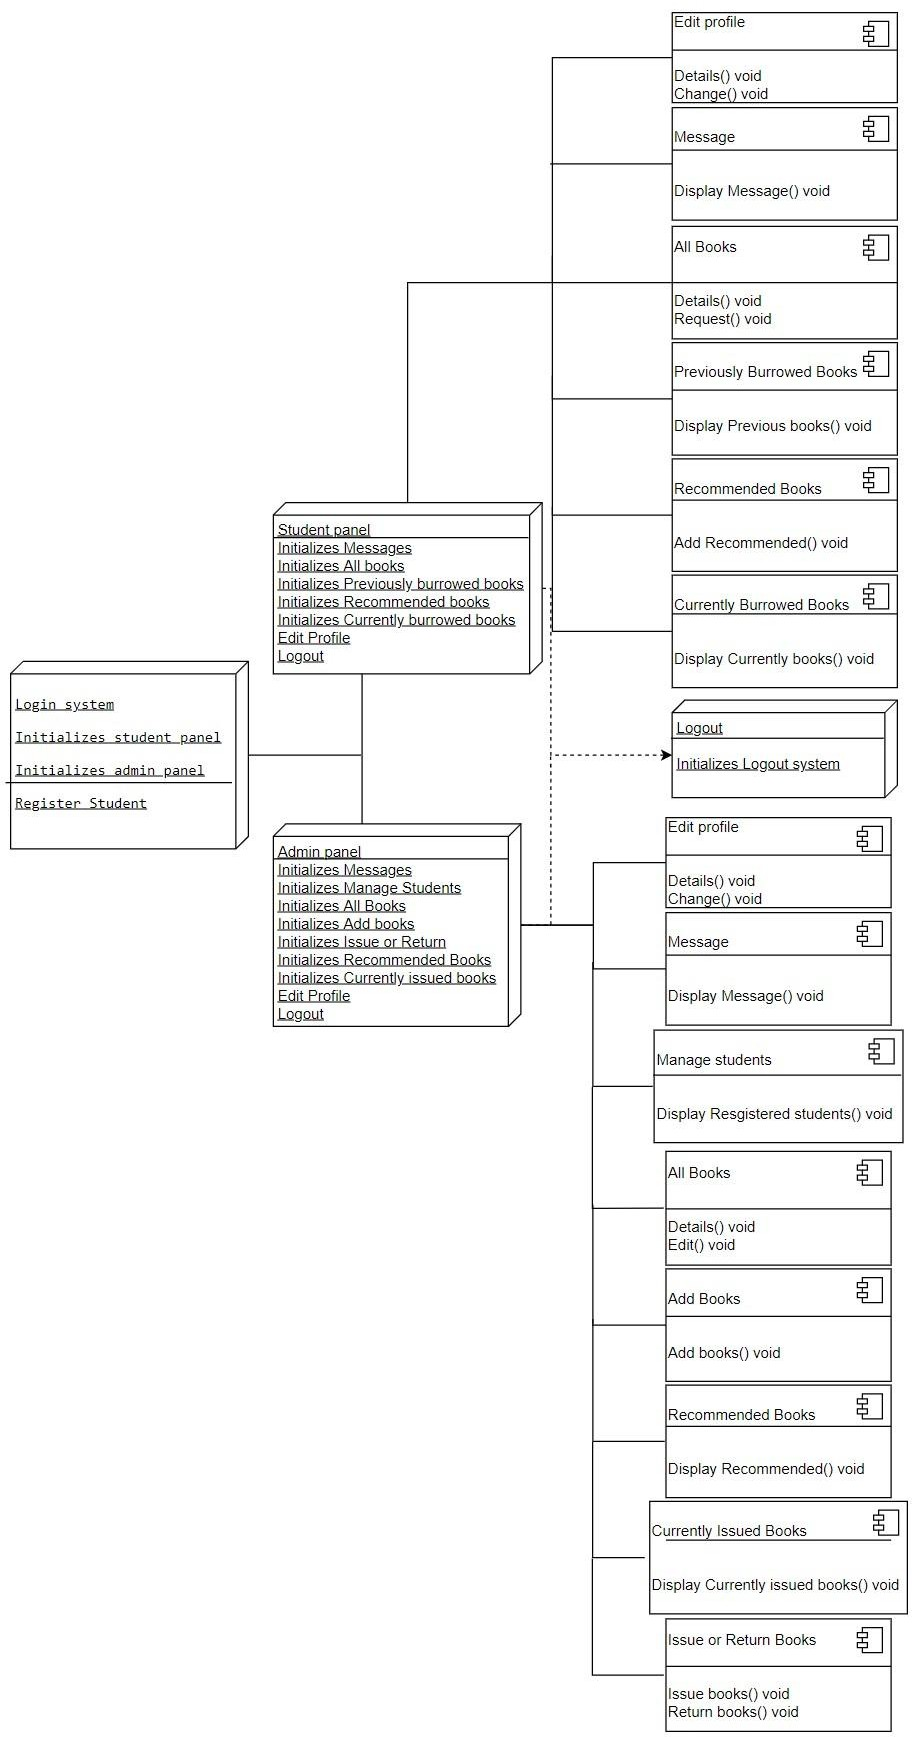 Edit profile
Details() void
Change() void
Message
Display Message() void
All Books
Details() void
Request() void
Previously Burrowed Books
Display Previous books() void
Recommended Books
Add Recommended() void
Currently Burrowed Books
Display Currently books() void
Student panel
Initializes Messages
Initializes All books
Initializes Previously burrowed books
Initializes Recommended books
Initializes Currently burrowed books
Edit Profile
Logout
Login system
Initializes student panel
Initializes admin panel
Register Student
Logout
Initializes Logout system
Admin panel
Initializes Messages
Initializes Manage Students
Initializes All Books
Initializes Add books
Initializes Issue or Return
Initializes Recommended Books
Initializes Currently issued books
Edit Profile
Logout
Edit profile
Details() void
Change() void
Message
Display Message() void
Manage students
Display Resgistered students() void
All Books
Details() void
Edit() void
Add Books
Add books() void
Recommended Books
Display Recommended() void
Currently Issued Books
Display Currently issued books() void
Issue or Return Books
Issue books() void
Return books() void